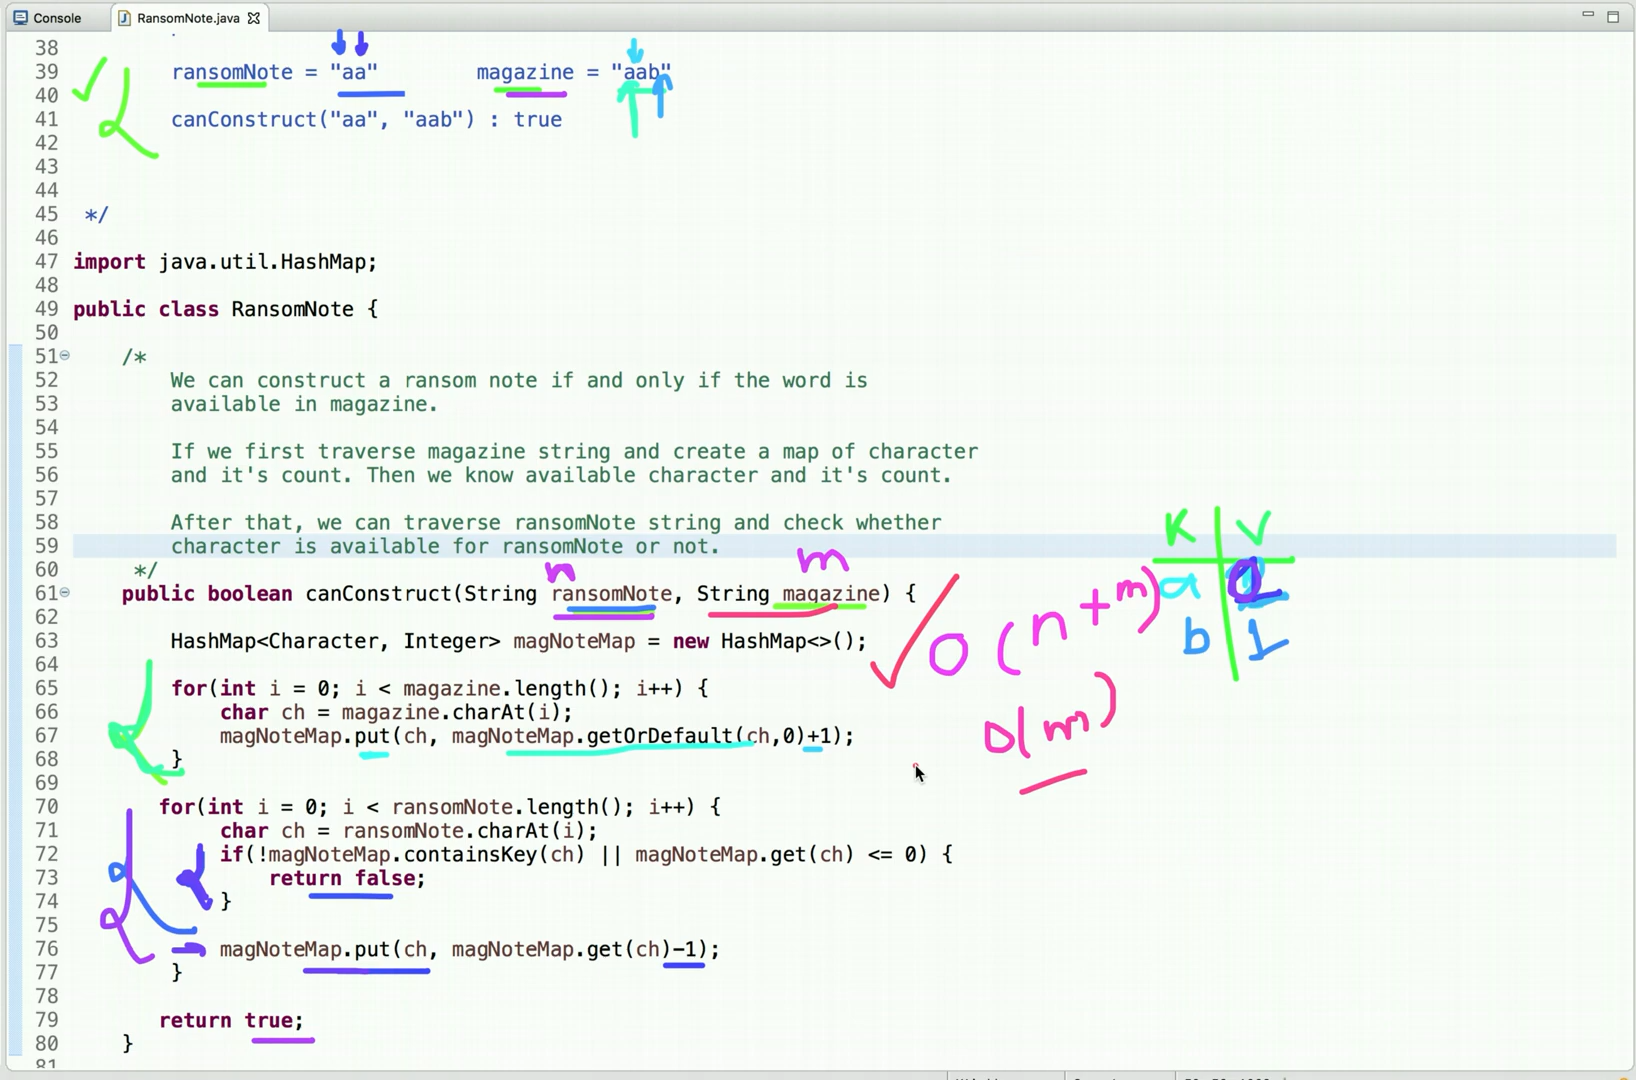 Console
RansomNote.java
38
39 ransomNote = "aa" magazine = "aab"
40
41 canConstruct("aa", "aab") : true
42
43
44
45 */
46
47 import java.util.HashMap;
48
49 public class RansomNote {
50
51 /*
52 We can construct a ransom note if and only if the word is
53 available in magazine.
54
55 If we first traverse magazine string and create a map of character
56 and it's count. Then we know available character and it's count.
57
58 After that, we can traverse ransomNote string and check whether
59 character is available for ransomNote or not.
n m
K V
60 */
61 public boolean canConstruct(String ransomNote, String magazine) {
a
62
O(n+m)
b 1
63 HashMap<Character, Integer> magNoteMap = new HashMap<>();
64
65 for(int i = 0; i < magazine.length(); i++) {
66 char ch = magazine.charAt(i);
67 magNoteMap.put(ch, magNoteMap.getOrDefault(ch,0)+1);
O(m)
68 }
69
70 for(int i = 0; i < ransomNote.length(); i++) {
71 char ch = ransomNote.charAt(i);
72 if(!magNoteMap.containsKey(ch) || magNoteMap.get(ch) <= 0) {
73 return false;
74 }
75
76 magNoteMap.put(ch, magNoteMap.get(ch)-1);
77 }
78
79 return true;
80 }
81